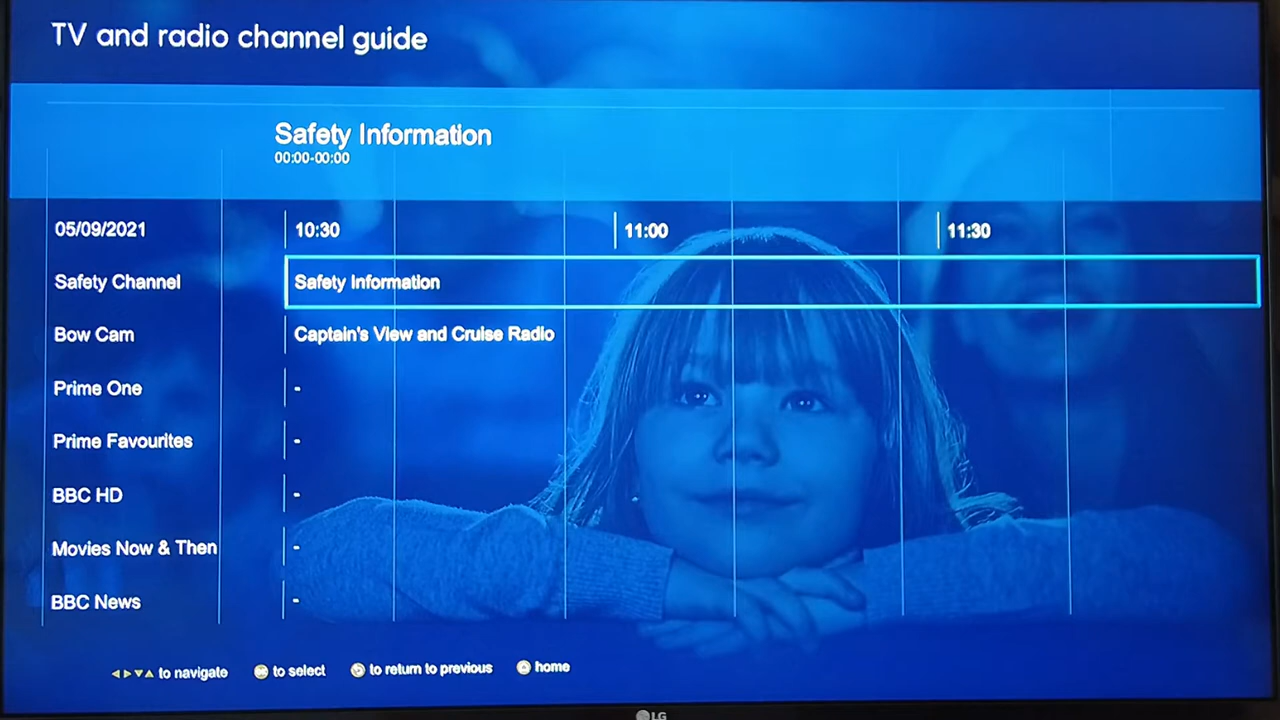 TV and radio channel guide
Safety Information
00:00-00:00
05/09/2021 10:30 11:00 11:30
Safety Channel Safety Information
Bow Cam Captain's View and Cruise Radio
Prime One -
Prime Favourites -
BBC HD -
Movies Now & Then -
BBC News -
to navigate to select to return to previous home
LG